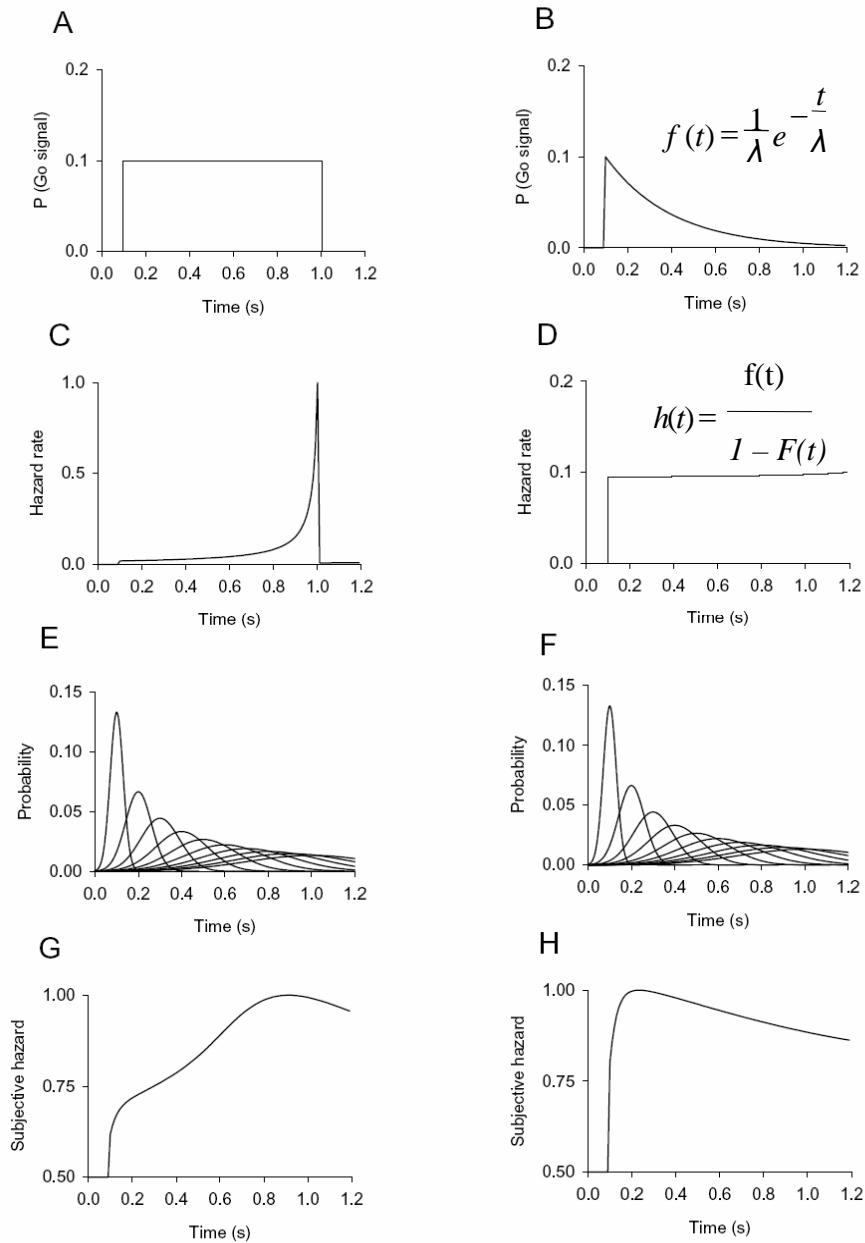 A
P (Go signal)
0.2
0.1
0.0
0.0 0.2 0.4 0.6 0.8 1.0 1.2
Time (s)
B
P (Go signal)
0.2
0.1
0.0
f (t) = 1/λ e^{-t/λ}
0.0 0.2 0.4 0.6 0.8 1.0 1.2
Time (s)
C
Hazard rate
1.0
0.5
0.0
0.0 0.2 0.4 0.6 0.8 1.0 1.2
Time (s)
D
Hazard rate
0.2
0.1
0.0
f(t)
h(t) =
1 – F(t)
0.0 0.2 0.4 0.6 0.8 1.0 1.2
Time (s)
E
Probability
0.15
0.10
0.05
0.00
0.0 0.2 0.4 0.6 0.8 1.0 1.2
Time (s)
F
Probability
0.15
0.10
0.05
0.00
0.0 0.2 0.4 0.6 0.8 1.0 1.2
Time (s)
G
Subjective hazard
1.00
0.75
0.50
0.0 0.2 0.4 0.6 0.8 1.0 1.2
Time (s)
H
Subjective hazard
1.00
0.75
0.50
0.0 0.2 0.4 0.6 0.8 1.0 1.2
Time (s)